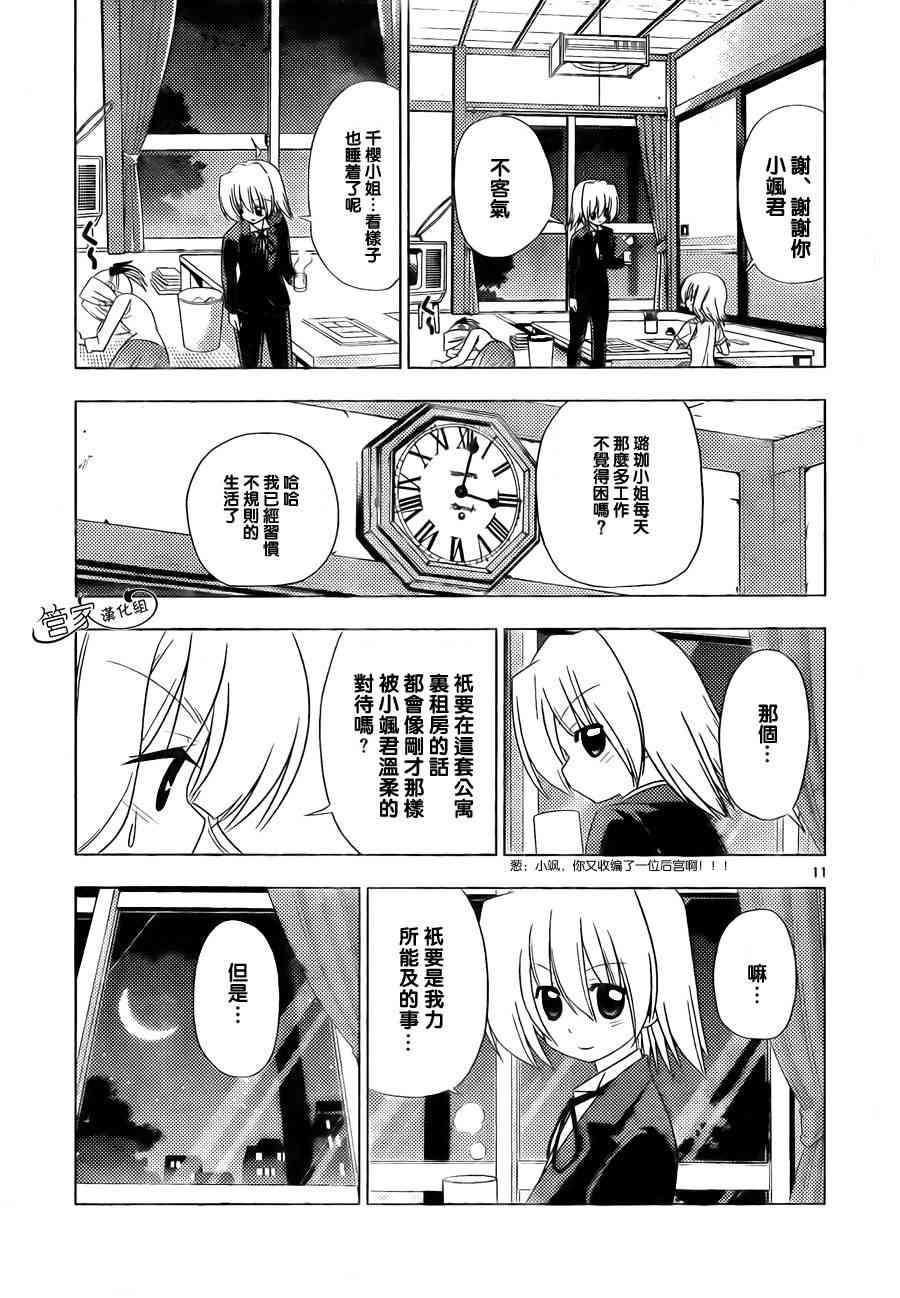 謝、謝謝你
小颯君
不客氣
千櫻小姐…看樣子
也睡着了呢
璐珈小姐每天
那麼多工作
不覺得困嗎？
哈哈
我已經習慣
不規則的
生活了
管家漢化組
那個…
祇要在這套公寓
裏租房的話
都會像剛才那樣
被小颯君溫柔的
對待嗎？
葱：小飒，你又收编了一位后宫啊！！！
11
嘛…
祇要是我力
所能及的事…
但是…